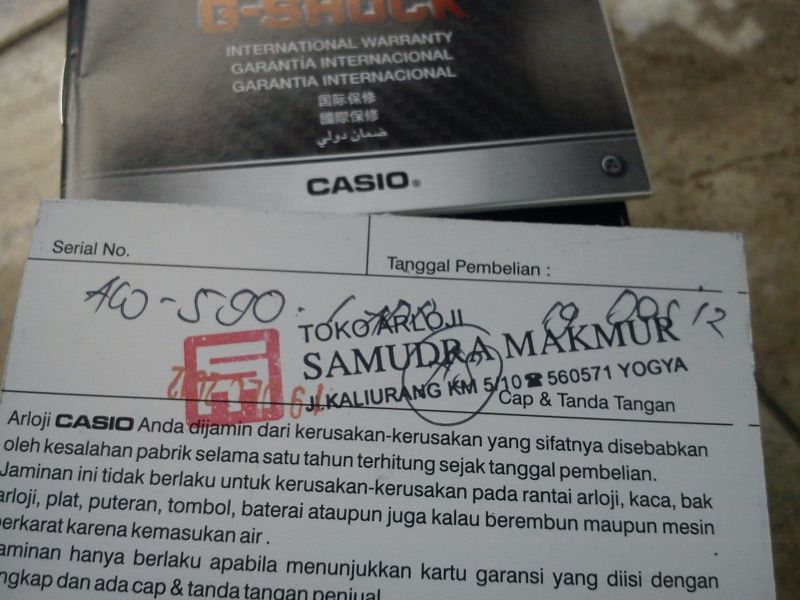 G-SHOCK
INTERNATIONAL WARRANTY
GARANTÍA INTERNACIONAL
GARANTIA INTERNACIONAL
国际保修
國際保修
ضمان دولي
CASIO®
Serial No.
Tanggal Pembelian :
AW-590-
TOKO ARLOJI
SAMUDRA MAKMUR
JL.KALIURANG KM 5/10 ☎ 560571 YOGYA
Cap & Tanda Tangan
Arloji CASIO Anda dijamin dari kerusakan-kerusakan yang sifatnya disebabkan
oleh kesalahan pabrik selama satu tahun terhitung sejak tanggal pembelian.
Jaminan ini tidak berlaku untuk kerusakan-kerusakan pada rantai arloji, kaca, bak
arloji, plat, puteran, tombol, baterai ataupun juga kalau berembun maupun mesin
berkarat karena kemasukan air .
Jaminan hanya berlaku apabila menunjukkan kartu garansi yang diisi dengan
lengkap dan ada cap & tanda tangan penjual.